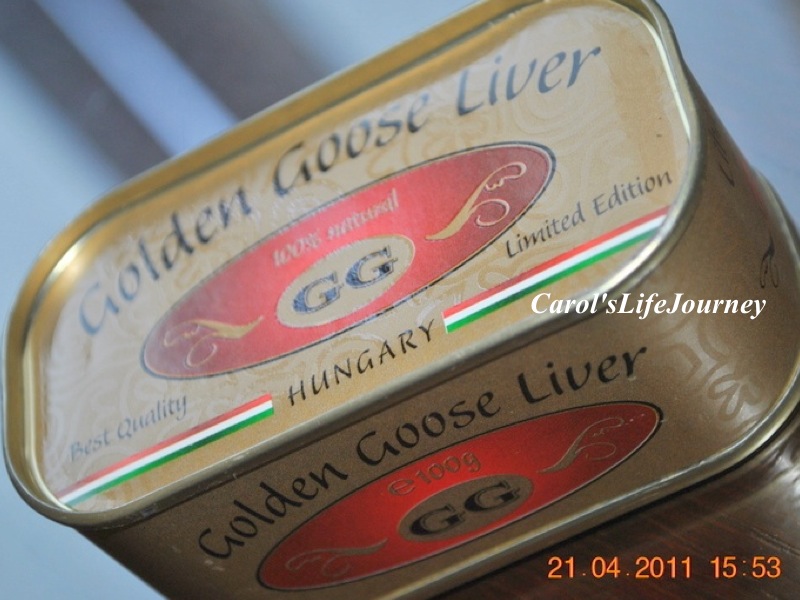 Golden Goose Liver
100% natural
GG
Limited Edition
HUNGARY
Best Quality
Carol'sLifeJourney
Golden Goose Liver
℮ 100g
GG
21.04.2011 15:53